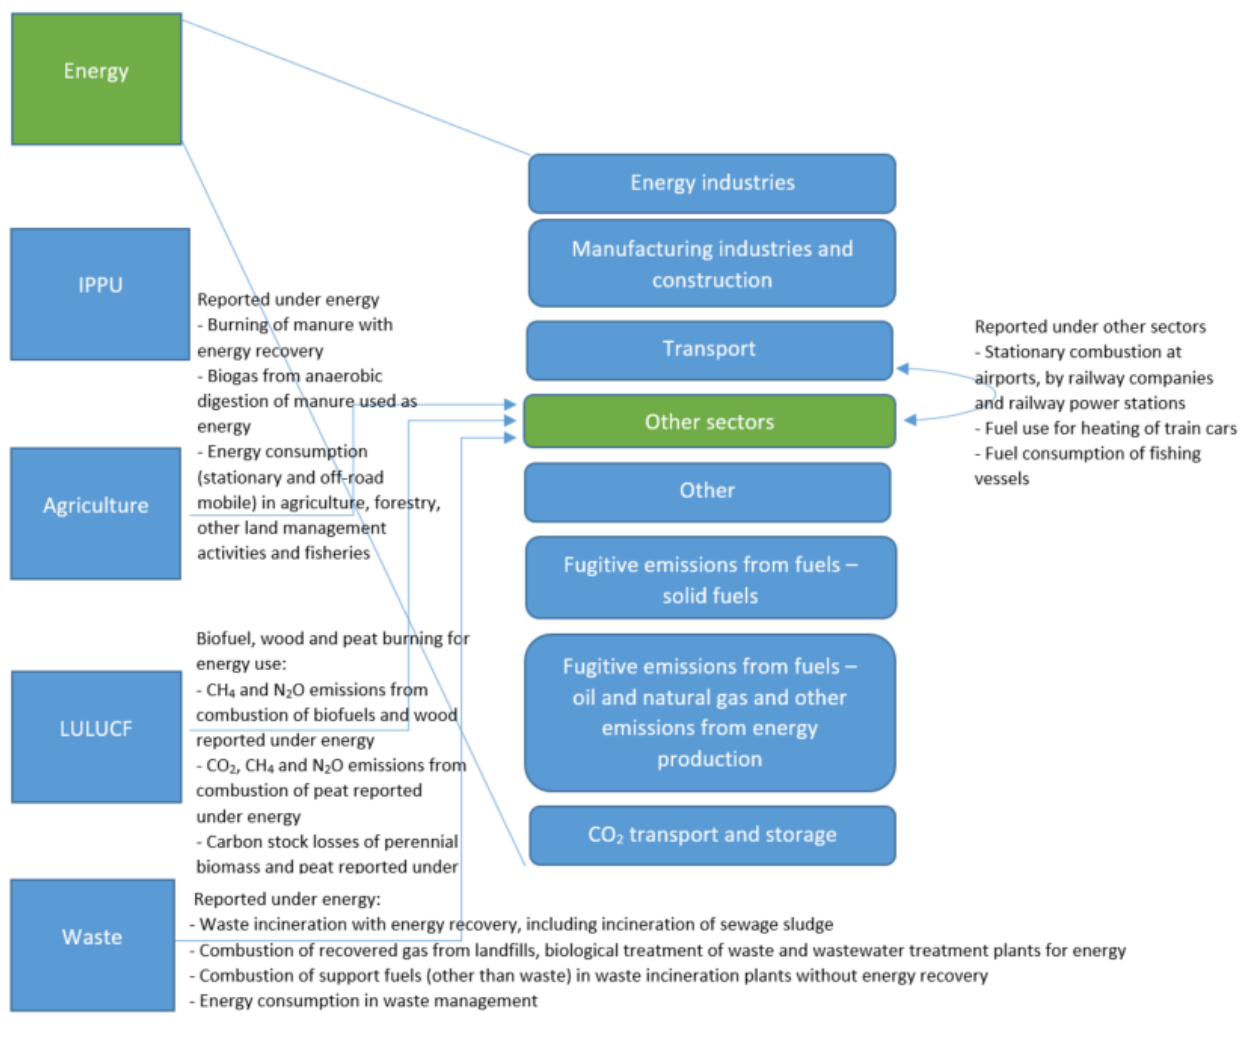 Energy
Energy industries
Manufacturing industries and
construction
IPPU
Reported under energy
- Burning of manure with
energy recovery
- Biogas from anaerobic
digestion of manure used as
energy
- Energy consumption
(stationary and off-road
mobile) in agriculture, forestry,
other land management
activities and fisheries
Transport
Reported under other sectors
- Stationary combustion at
airports, by railway companies
and railway power stations
- Fuel use for heating of train cars
- Fuel consumption of fishing
vessels
Other sectors
Agriculture
Other
Fugitive emissions from fuels –
solid fuels
Biofuel, wood and peat burning for
energy use:
- CH₄ and N₂O emissions from
combustion of biofuels and wood
reported under energy
- CO₂, CH₄ and N₂O emissions from
combustion of peat reported
under energy
- Carbon stock losses of perennial
biomass and peat reported under
Fugitive emissions from fuels –
oil and natural gas and other
emissions from energy
production
LULUCF
CO₂ transport and storage
Waste
Reported under energy:
- Waste incineration with energy recovery, including incineration of sewage sludge
- Combustion of recovered gas from landfills, biological treatment of waste and wastewater treatment plants for energy
- Combustion of support fuels (other than waste) in waste incineration plants without energy recovery
- Energy consumption in waste management